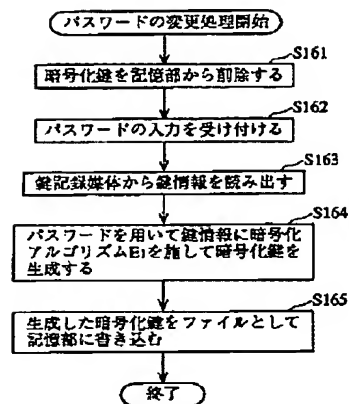 パスワードの変更処理開始
S161
暗号化鍵を記憶部から削除する
S162
パスワードの入力を受け付ける
S163
鍵記録媒体から鍵情報を読み出す
S164
パスワードを用いて鍵情報に暗号化
アルゴリズムE1を施して暗号化鍵を
生成する
S165
生成した暗号化鍵をファイルとして
記憶部に書き込む
終了